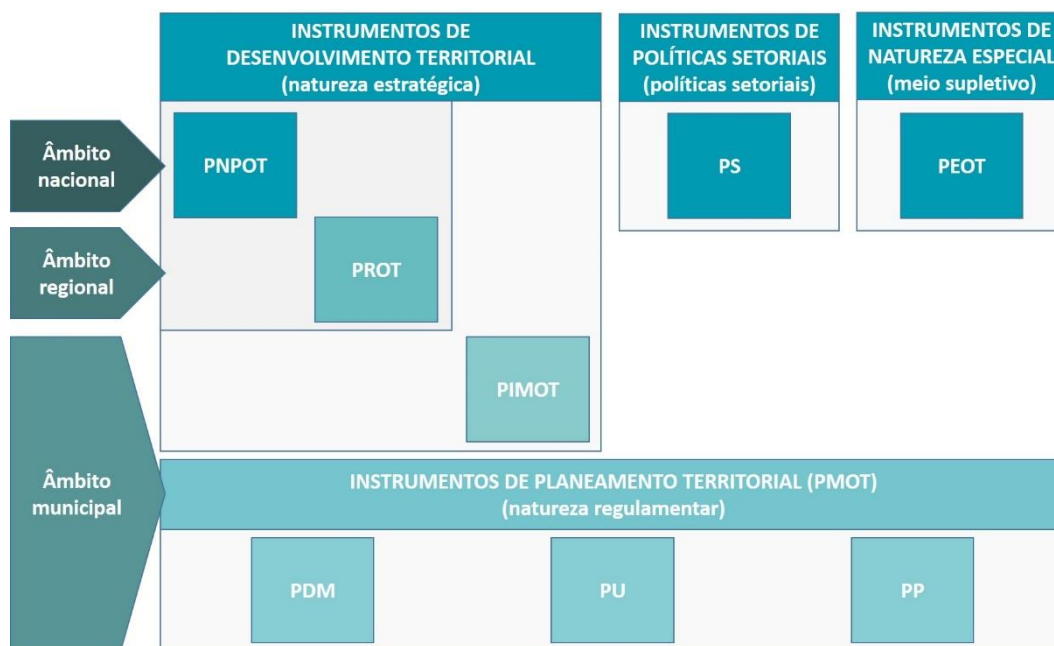 INSTRUMENTOS DE
DESENVOLVIMENTO TERRITORIAL
(natureza estratégica)
INSTRUMENTOS DE
POLÍTICAS SETORIAIS
(políticas setoriais)
INSTRUMENTOS DE
NATUREZA ESPECIAL
(meio supletivo)
Âmbito
nacional
PNPOT
PS
PEOT
Âmbito
regional
PROT
PIMOT
Âmbito
municipal
INSTRUMENTOS DE PLANEAMENTO TERRITORIAL (PMOT)
(natureza regulamentar)
PDM
PU
PP